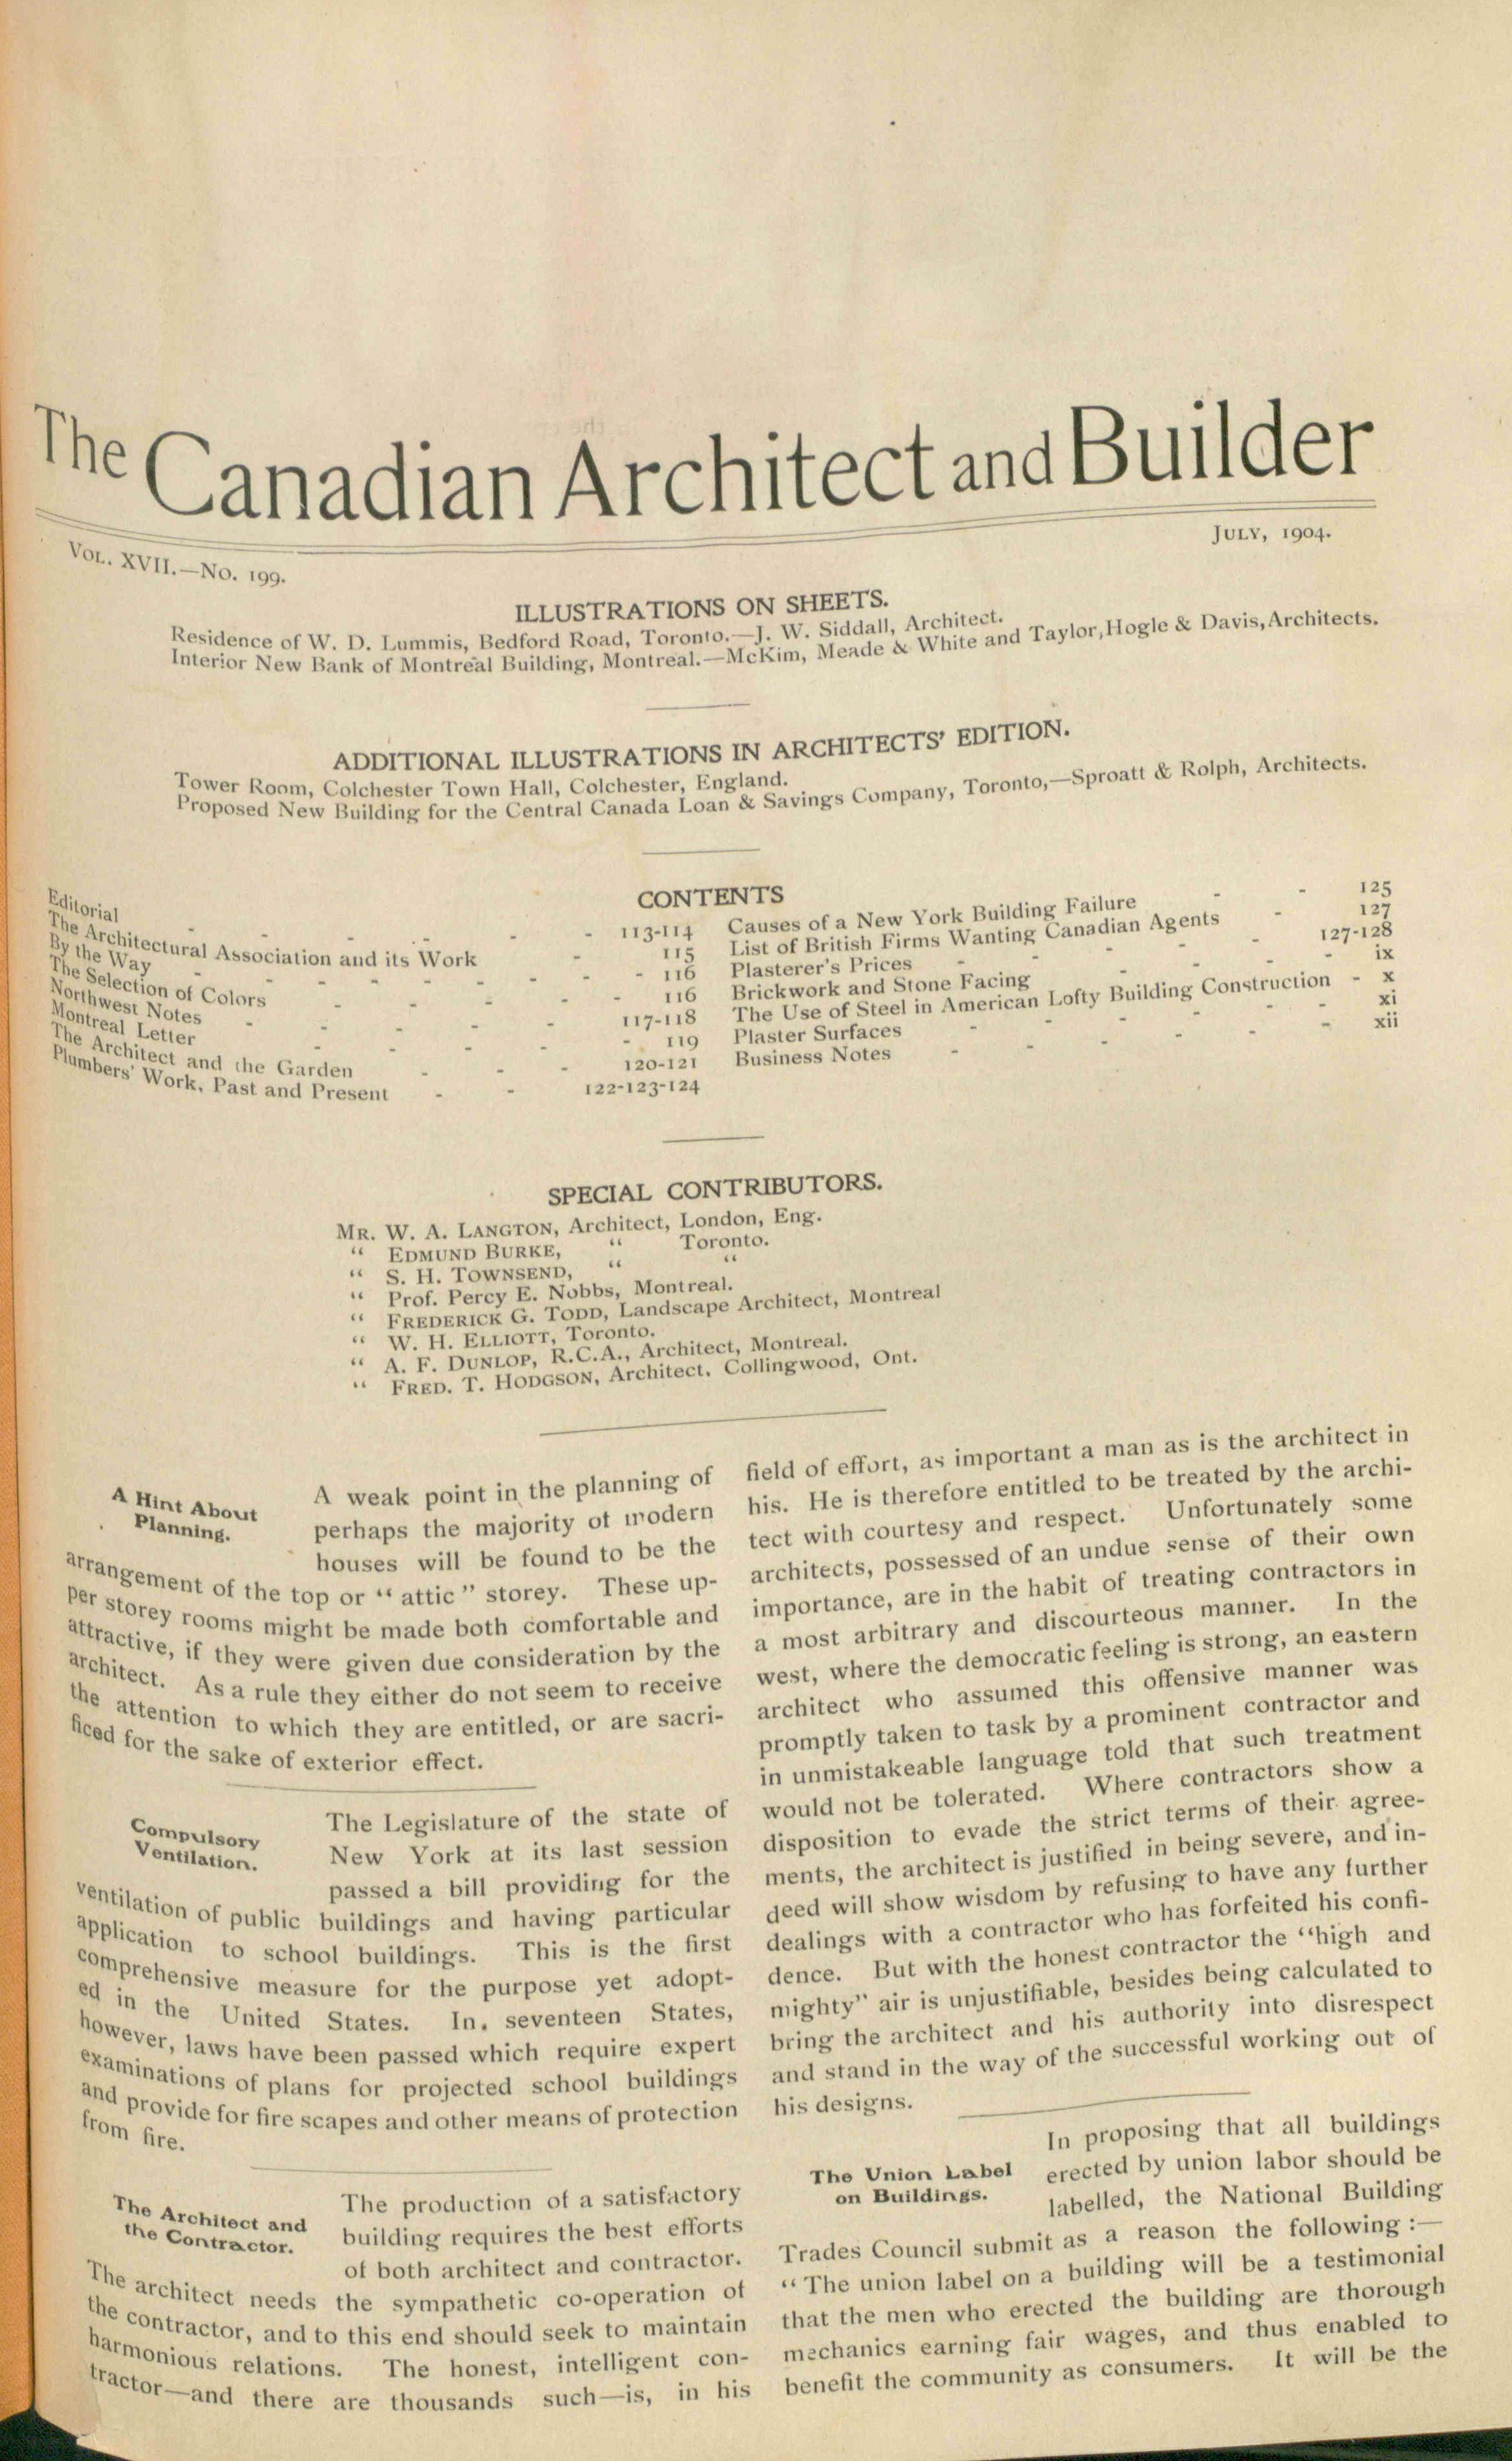 The Canadian Architect and Builder
VOL. XVII.—NO. 199.
JULY, 1904.
ILLUSTRATIONS ON SHEETS.
Residence of W. D. Lummis, Bedford Road, Toronto.—J. W. Siddall, Architect.
Interior New Bank of Montreal Building, Montreal.—McKim, Meade & White and Taylor, Hogle & Davis, Architects.
ADDITIONAL ILLUSTRATIONS IN ARCHITECTS' EDITION.
Tower Room, Colchester Town Hall, Colchester, England.
Proposed New Building for the Central Canada Loan & Savings Company, Toronto,—Sproatt & Rolph, Architects.
CONTENTS
Editorial - - - - - - 113-114
The Architectural Association and its Work - 115
By the Way - - - - - - 116
The Selection of Colors - - - - - 116
Northwest Notes - - - - - 117-118
Montreal Letter - - - - - 119
The Architect and the Garden - - - 120-121
Plumbers' Work, Past and Present - - 122-123-124
Causes of a New York Building Failure - - 125
List of British Firms Wanting Canadian Agents - 127
Plasterer's Prices - - - - 127-128
Brickwork and Stone Facing - - - - ix
The Use of Steel in American Lofty Building Construction - x
Plaster Surfaces - - - - - xi
Business Notes - - - - - - xii
SPECIAL CONTRIBUTORS.
MR. W. A. LANGTON, Architect, London, Eng.
" EDMUND BURKE, " Toronto.
" S. H. TOWNSEND, " "
" Prof. Percy E. Nobbs, Montreal.
" FREDERICK G. TODD, Landscape Architect, Montreal
" W. H. ELLIOTT, Toronto.
" A. F. DUNLOP, R.C.A., Architect, Montreal.
" FRED. T. HODGSON, Architect, Collingwood, Ont.
A Hint About
Planning.
A weak point in the planning of
perhaps the majority of modern
houses will be found to be the
arrangement of the top or "attic" storey. These up-
per storey rooms might be made both comfortable and
attractive, if they were given due consideration by the
architect. As a rule they either do not seem to receive
the attention to which they are entitled, or are sacri-
ficed for the sake of exterior effect.
Compulsory
Ventilation.
The Legislature of the state of
New York at its last session
passed a bill providing for the
ventilation of public buildings and having particular
application to school buildings. This is the first
comprehensive measure for the purpose yet adopt-
ed in the United States. In. seventeen States,
however, laws have been passed which require expert
examinations of plans for projected school buildings
and provide for fire scapes and other means of protection
from fire.
The Architect and
the Contractor.
The production of a satisfactory
building requires the best efforts
of both architect and contractor.
The architect needs the sympathetic co-operation of
the contractor, and to this end should seek to maintain
harmonious relations. The honest, intelligent con-
tractor—and there are thousands such—is, in his
field of effort, as important a man as is the architect in
his. He is therefore entitled to be treated by the archi-
tect with courtesy and respect. Unfortunately some
architects, possessed of an undue sense of their own
importance, are in the habit of treating contractors in
a most arbitrary and discourteous manner. In the
west, where the democratic feeling is strong, an eastern
architect who assumed this offensive manner was
promptly taken to task by a prominent contractor and
in unmistakeable language told that such treatment
would not be tolerated. Where contractors show a
disposition to evade the strict terms of their agree-
ments, the architect is justified in being severe, and in-
deed will show wisdom by refusing to have any further
dealings with a contractor who has forfeited his confi-
dence. But with the honest contractor the "high and
mighty" air is unjustifiable, besides being calculated to
bring the architect and his authority into disrespect
and stand in the way of the successful working out of
his designs.
The Union Label
on Buildings.
In proposing that all buildings
erected by union labor should be
labelled, the National Building
Trades Council submit as a reason the following :—
"The union label on a building will be a testimonial
that the men who erected the building are thorough
mechanics earning fair wages, and thus enabled to
benefit the community as consumers. It will be the